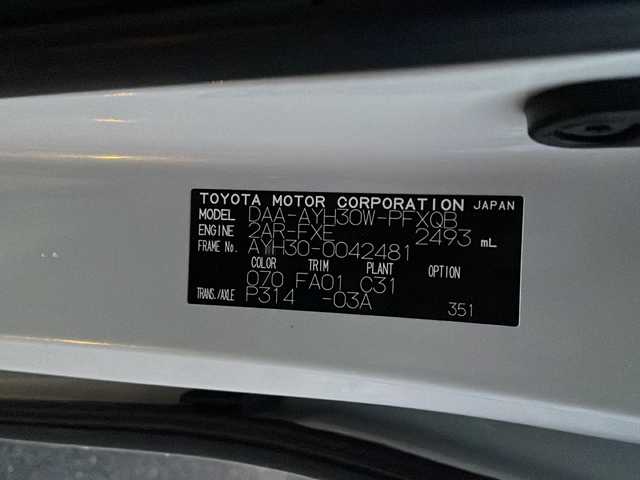 TOYOTA MOTOR CORPORATION JAPAN
MODEL DAA-AYH30W-PFXQB
ENGINE 2AR-FXE 2493 mL
FRAME No. AYH30-0042481
COLOR TRIM PLANT OPTION
070 FA01 C31
TRANS./AXLE P314 -03A
351